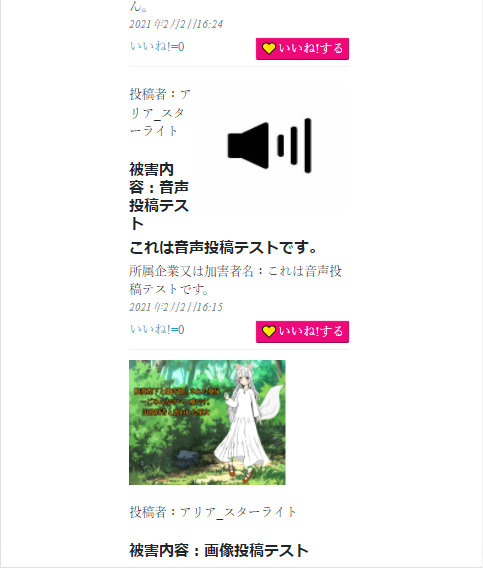 ん。
2021年2月2日16:24
いいね!=0
いいね!する
投稿者：ア
リア_スタ
ーライト
被害内
容：音声
投稿テス
ト
これは音声投稿テストです。
所属企業又は加害者名：これは音声投
稿テストです。
2021年2月2日16:15
いいね!=0
いいね!する
投稿者：アリア_スターライト
被害内容：画像投稿テスト